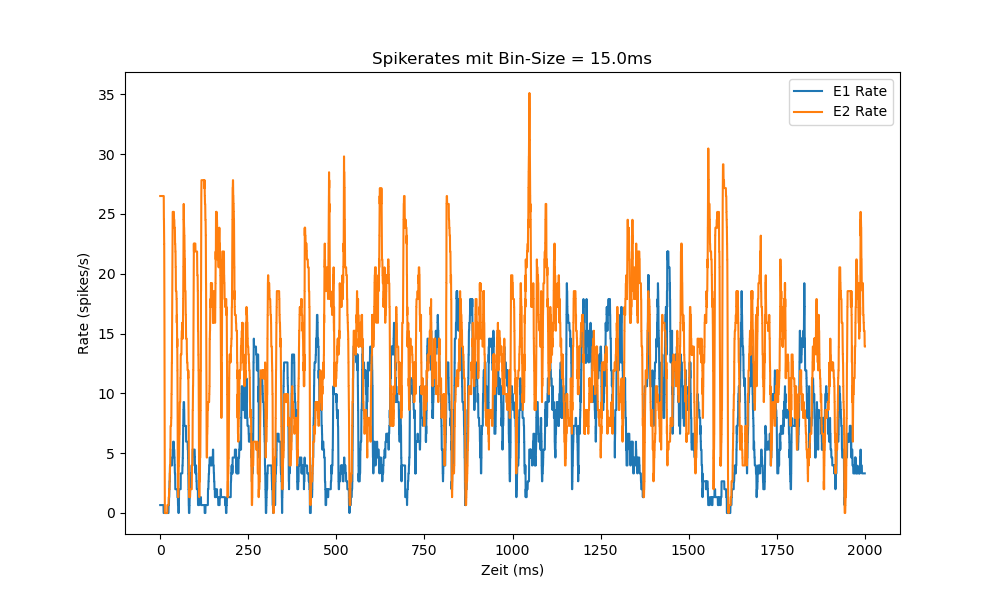 Spikerates mit Bin-Size = 15.0ms
E1 Rate
E2 Rate
35
30
25
20
15
10
5
0
Rate (spikes/s)
0 250 500 750 1000 1250 1500 1750 2000
Zeit (ms)